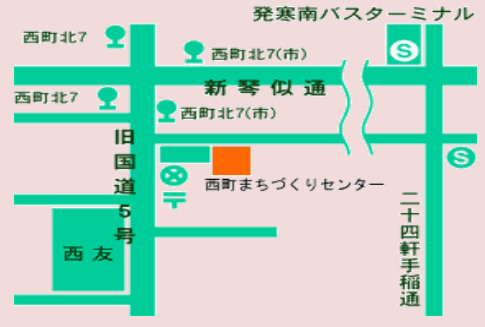 発寒南バスターミナル
西町北7
西町北7(市)
S
新琴似通
西町北7
西町北7(市)
旧国道5号
S
西町まちづくりセンター
二十四軒手稲通
西友